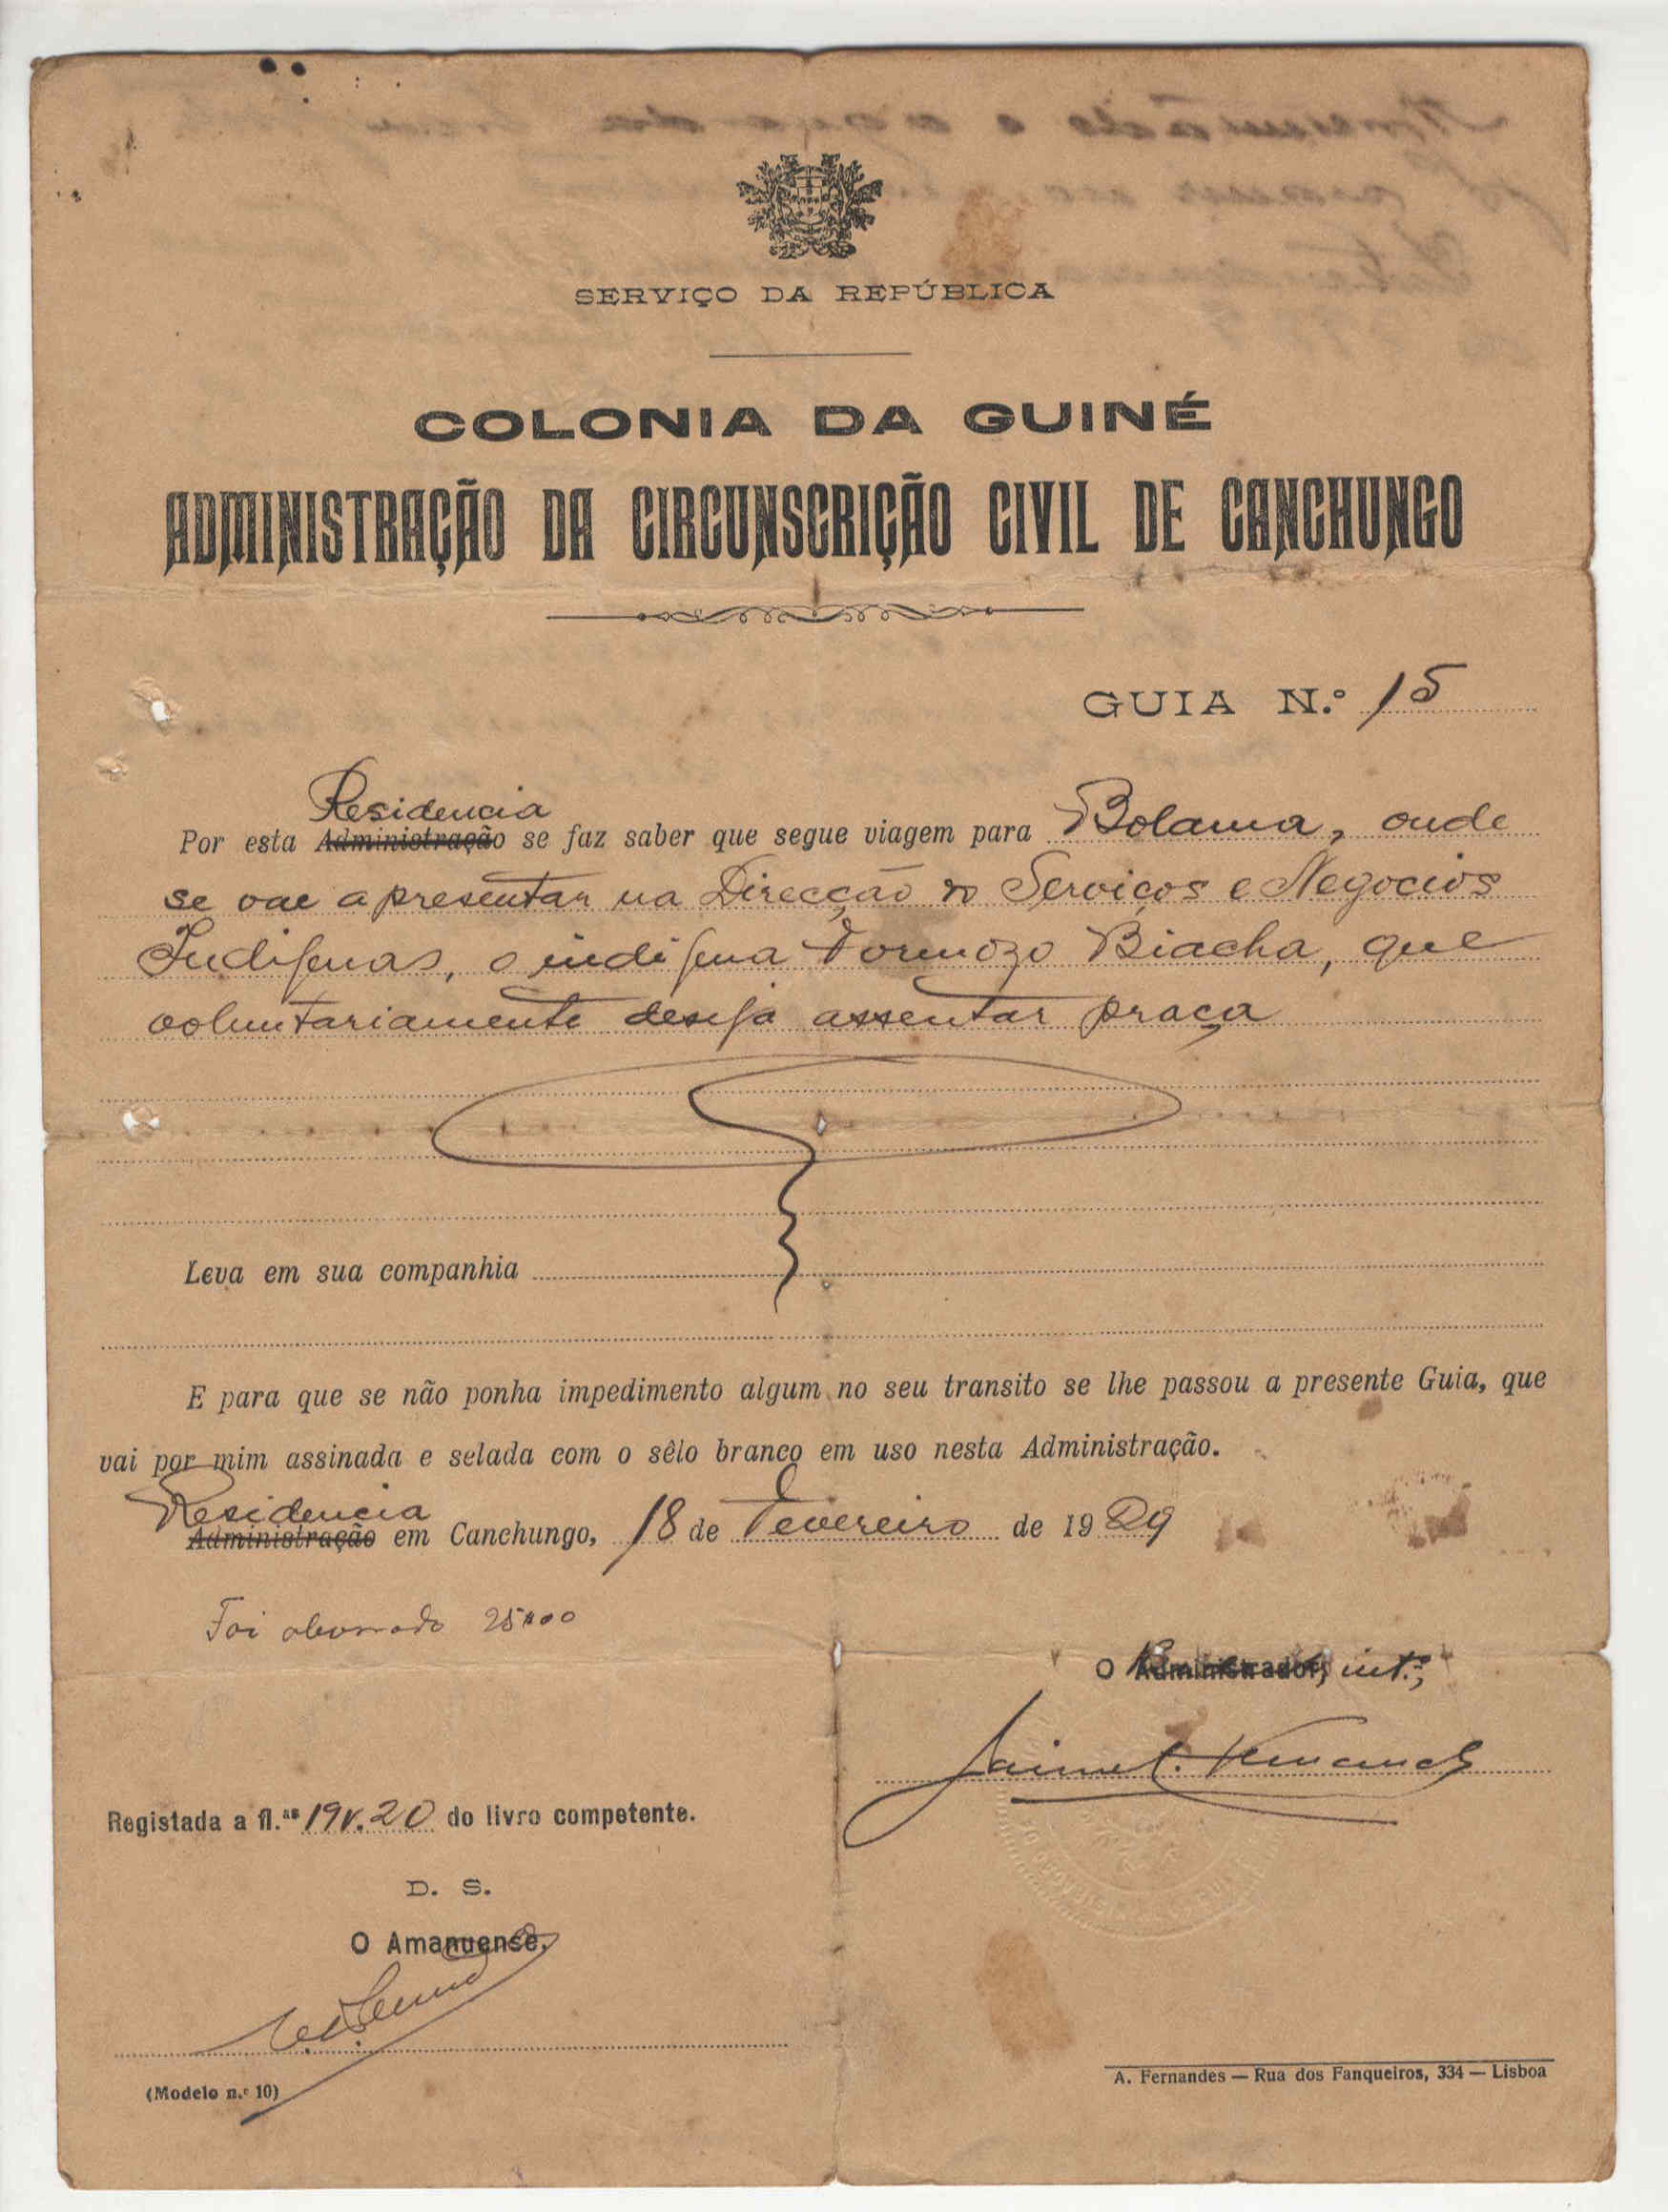 SERVIÇO DA REPÚBLICA
COLONIA DA GUINÉ
ADMINISTRAÇÃO DA CIRCUNSCRIÇÃO CIVIL DE CANCHUNGO
GUIA N.º 15
Residencia
Por esta Administração se faz saber que segue viagem para Bolama, onde
se vae apresentar na Direcção dos Serviços e Negocios
Indigenas, o indigena Formozo Biacha, que
voluntariamente deseja assentar praça
Leva em sua companhia
E para que se não ponha impedimento algum no seu transito se lhe passou a presente Guia, que
vai por mim assinada e selada com o sêlo branco em uso nesta Administração.
Residencia
Administração em Canchungo, 18 de Fevereiro de 1929
Foi abonado 25$00
O Administrador, int.º,
Registada a fl.as 19v.20 do livro competente.
D. S.
O Amanuense,
(Modelo n.º 10)
A. Fernandes — Rua dos Fanqueiros, 334 — Lisboa